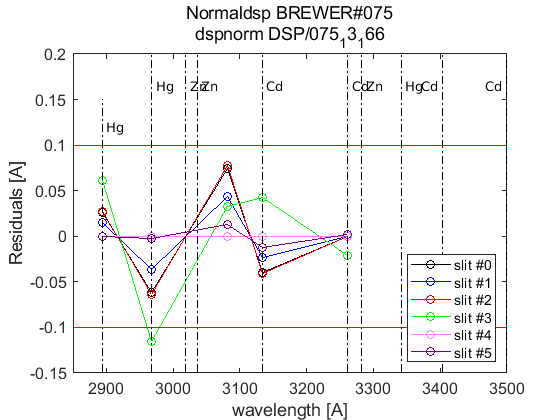 Normaldsp BREWER#075
dspnorm DSP/075₁3₁66
0.2
0.15
0.1
0.05
0
-0.05
-0.1
-0.15
Residuals [A]
Hg
Hg
Zn
Zn
Cd
Cd
Zn
Hg
Cd
Cd
slit #0
slit #1
slit #2
slit #3
slit #4
slit #5
2900 3000 3100 3200 3300 3400 3500
wavelength [A]